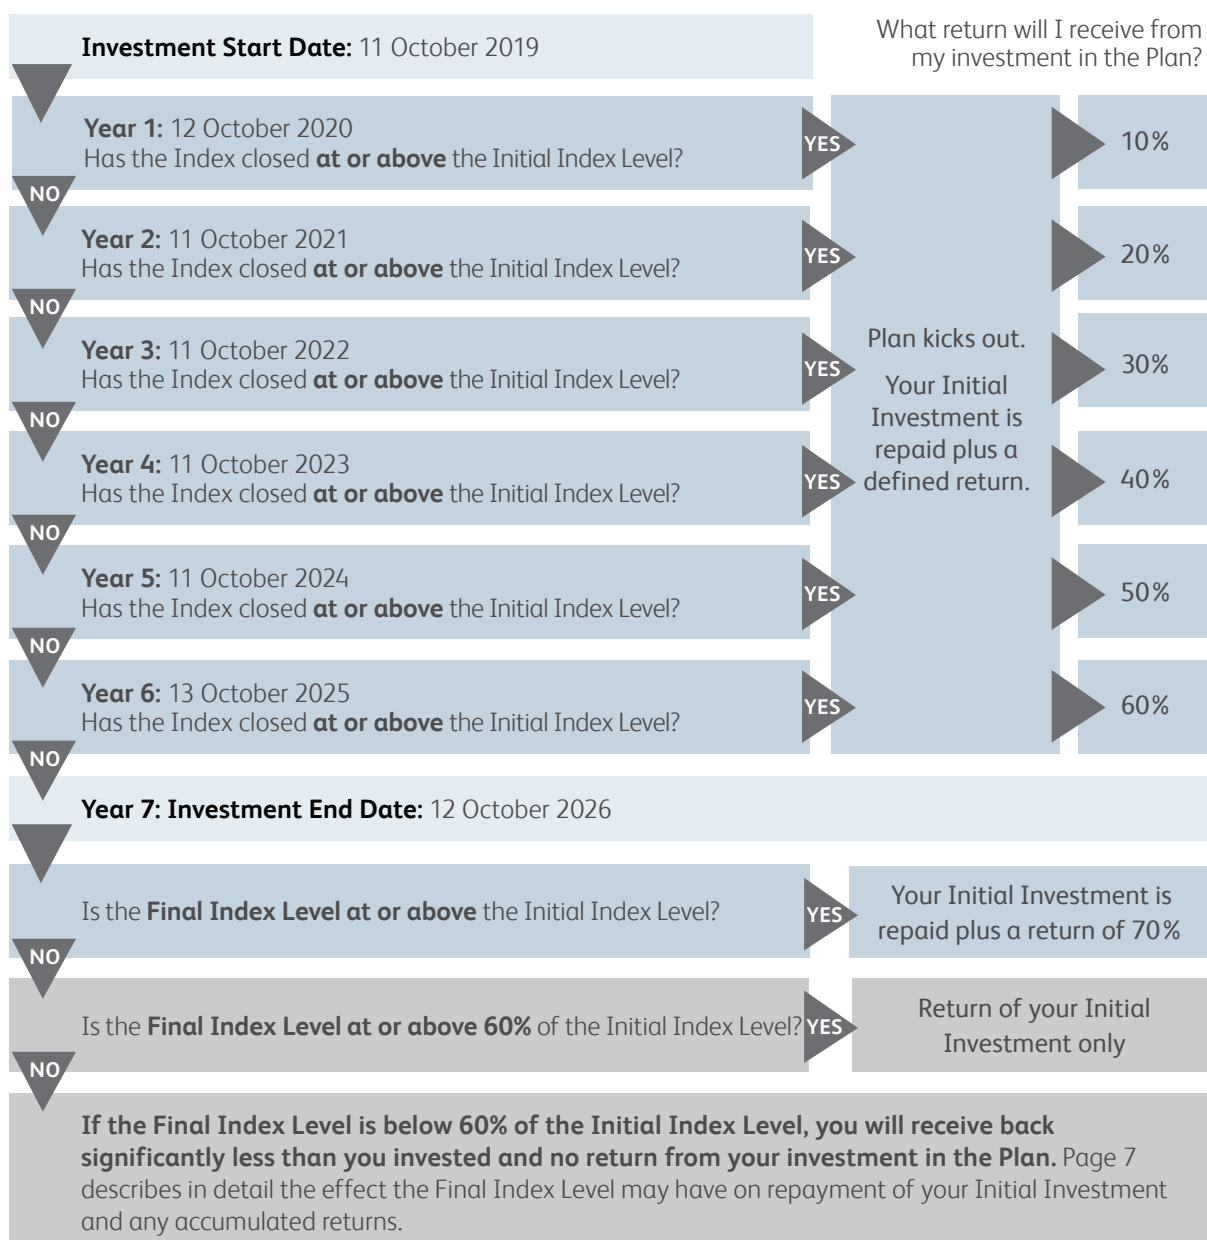 Investment Start Date: 11 October 2019
What return will I receive from
my investment in the Plan?
Year 1: 12 October 2020
Has the Index closed at or above the Initial Index Level?
YES
10%
NO
Year 2: 11 October 2021
Has the Index closed at or above the Initial Index Level?
YES
20%
NO
Year 3: 11 October 2022
Has the Index closed at or above the Initial Index Level?
YES
30%
NO
Year 4: 11 October 2023
Has the Index closed at or above the Initial Index Level?
YES
40%
NO
Year 5: 11 October 2024
Has the Index closed at or above the Initial Index Level?
YES
50%
NO
Year 6: 13 October 2025
Has the Index closed at or above the Initial Index Level?
YES
60%
NO
Plan kicks out.
Your Initial
Investment is
repaid plus a
defined return.
Year 7: Investment End Date: 12 October 2026
Is the Final Index Level at or above the Initial Index Level?
YES
Your Initial Investment is
repaid plus a return of 70%
NO
Is the Final Index Level at or above 60% of the Initial Index Level?
YES
Return of your Initial
Investment only
NO
If the Final Index Level is below 60% of the Initial Index Level, you will receive back
significantly less than you invested and no return from your investment in the Plan. Page 7
describes in detail the effect the Final Index Level may have on repayment of your Initial Investment
and any accumulated returns.